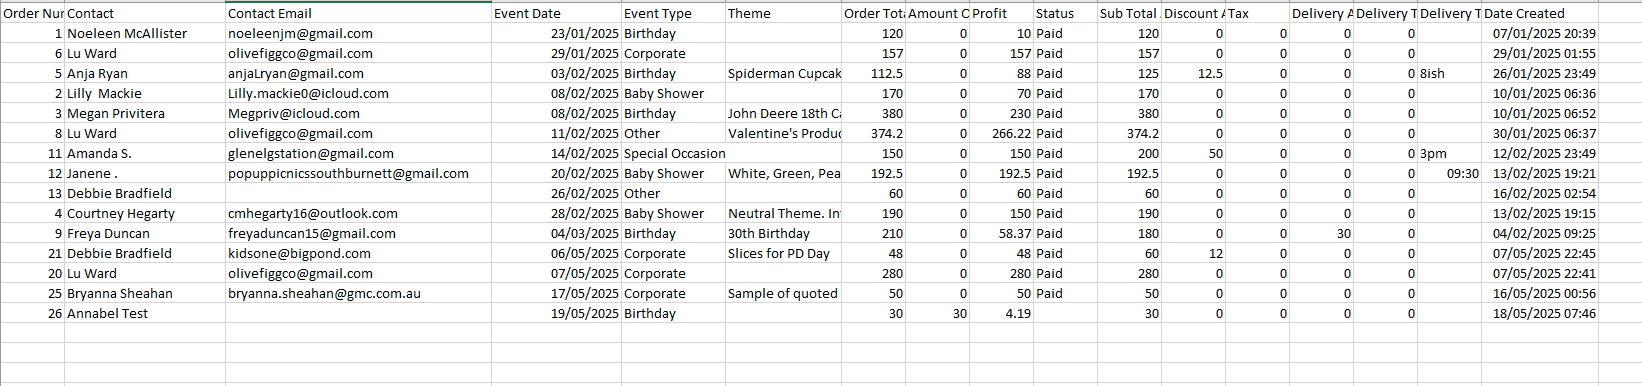 Order Nur Contact Contact Email Event Date Event Type Theme Order Tota Amount O Profit Status Sub Total Discount A Tax Delivery A Delivery T Delivery T Date Created
1 Noeleen McAllister noeleenjm@gmail.com 23/01/2025 Birthday 120 0 10 Paid 120 0 0 0 0 07/01/2025 20:39
6 Lu Ward olivefiggco@gmail.com 29/01/2025 Corporate 157 0 157 Paid 157 0 0 0 0 29/01/2025 01:55
5 Anja Ryan anjaLryan@gmail.com 03/02/2025 Birthday Spiderman Cupcak 112.5 0 88 Paid 125 12.5 0 0 0 8ish 26/01/2025 23:49
2 Lilly Mackie Lilly.mackie0@icloud.com 08/02/2025 Baby Shower 170 0 70 Paid 170 0 0 0 0 10/01/2025 06:36
3 Megan Privitera Megpriv@icloud.com 08/02/2025 Birthday John Deere 18th Ca 380 0 230 Paid 380 0 0 0 0 10/01/2025 06:52
8 Lu Ward olivefiggco@gmail.com 11/02/2025 Other Valentine's Produc 374.2 0 266.22 Paid 374.2 0 0 0 0 30/01/2025 06:37
11 Amanda S. glenelgstation@gmail.com 14/02/2025 Special Occasion 150 0 150 Paid 200 50 0 0 0 3pm 12/02/2025 23:49
12 Janene . popuppicnicssouthburnett@gmail.com 20/02/2025 Baby Shower White, Green, Pea 192.5 0 192.5 Paid 192.5 0 0 0 0 09:30 13/02/2025 19:21
13 Debbie Bradfield 26/02/2025 Other 60 0 60 Paid 60 0 0 0 0 16/02/2025 02:54
4 Courtney Hegarty cmhegarty16@outlook.com 28/02/2025 Baby Shower Neutral Theme. In 190 0 150 Paid 190 0 0 0 0 13/02/2025 19:15
9 Freya Duncan freyaduncan15@gmail.com 04/03/2025 Birthday 30th Birthday 210 0 58.37 Paid 180 0 0 30 0 04/02/2025 09:25
21 Debbie Bradfield kidsone@bigpond.com 06/05/2025 Corporate Slices for PD Day 48 0 48 Paid 60 12 0 0 0 07/05/2025 22:45
20 Lu Ward olivefiggco@gmail.com 07/05/2025 Corporate 280 0 280 Paid 280 0 0 0 0 07/05/2025 22:41
25 Bryanna Sheahan bryanna.sheahan@gmc.com.au 17/05/2025 Corporate Sample of quoted 50 0 50 Paid 50 0 0 0 0 16/05/2025 00:56
26 Annabel Test 19/05/2025 Birthday 30 30 4.19 30 0 0 0 0 18/05/2025 07:46